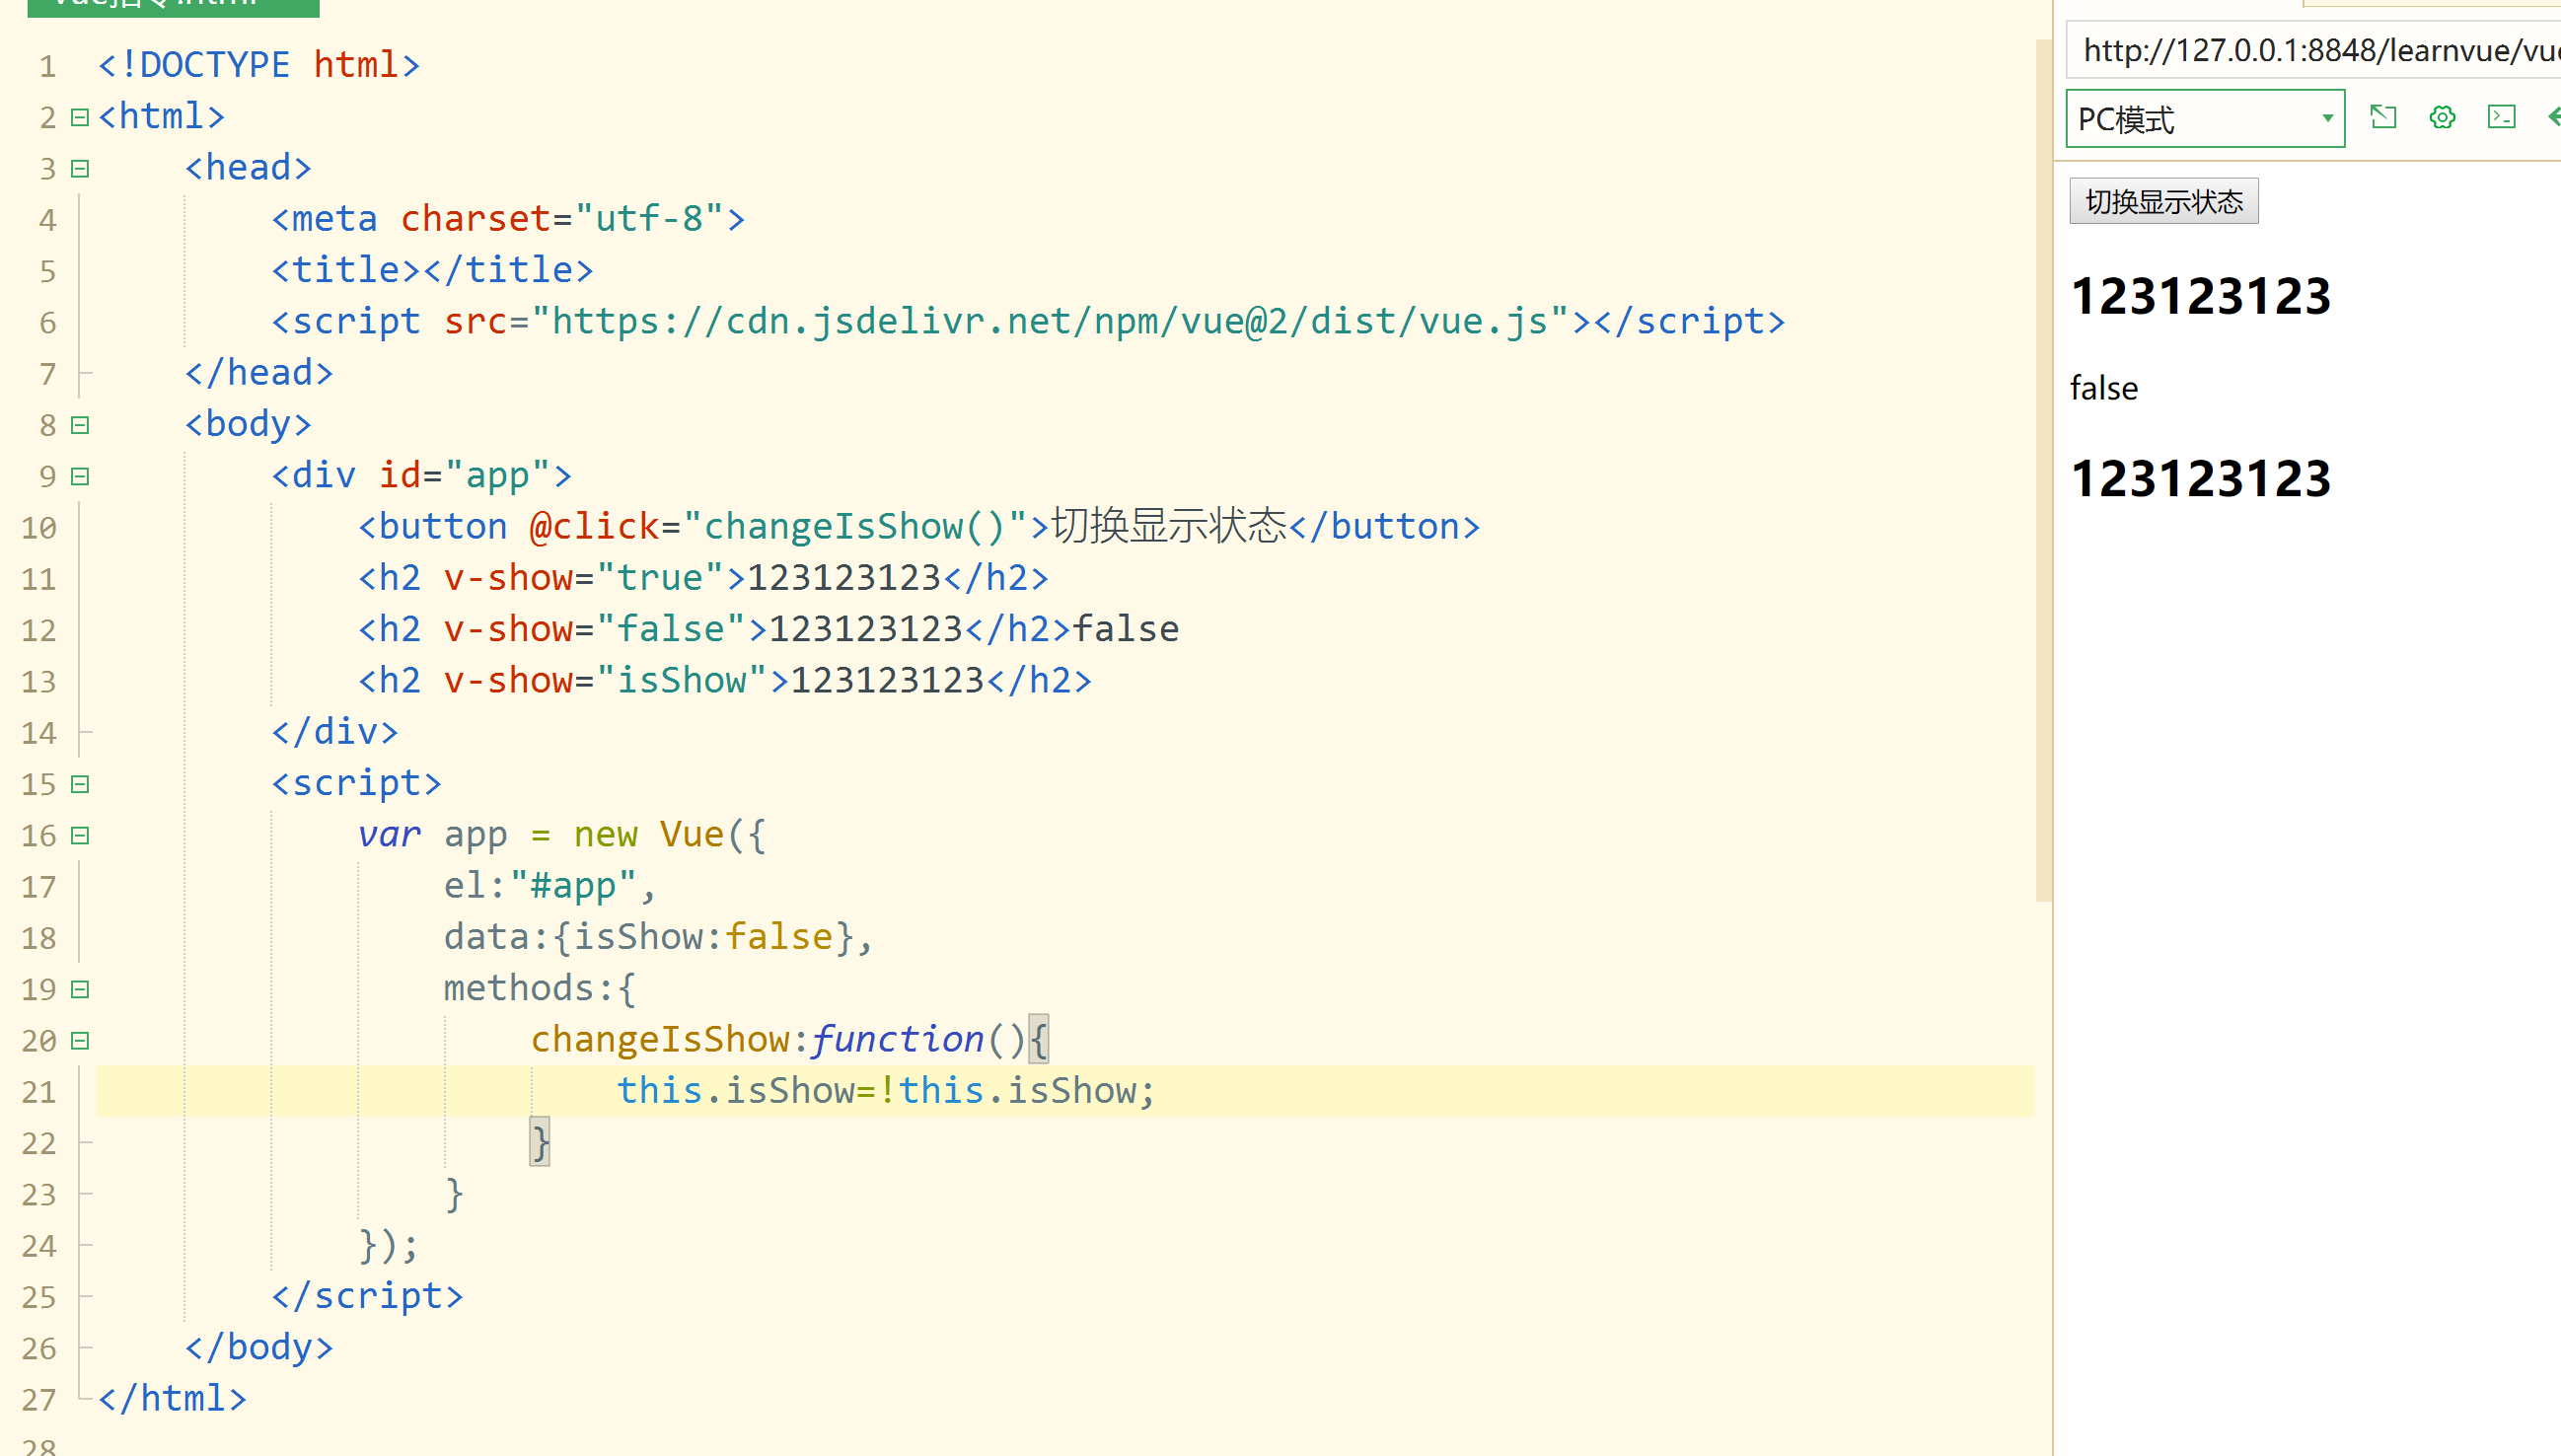 1 <!DOCTYPE html>
2 <html>
3 <head>
4 <meta charset="utf-8">
5 <title></title>
6 <script src="https://cdn.jsdelivr.net/npm/vue@2/dist/vue.js"></script>
7 </head>
8 <body>
9 <div id="app">
10 <button @click="changeIsShow()">切换显示状态</button>
11 <h2 v-show="true">123123123</h2>
12 <h2 v-show="false">123123123</h2>false
13 <h2 v-show="isShow">123123123</h2>
14 </div>
15 <script>
16 var app = new Vue({
17 el:"#app",
18 data:{isShow:false},
19 methods:{
20 changeIsShow:function(){
21 this.isShow=!this.isShow;
22 }
23 }
24 });
25 </script>
26 </body>
27 </html>
28
http://127.0.0.1:8848/learnvue/vu
PC模式
切换显示状态
123123123
false
123123123